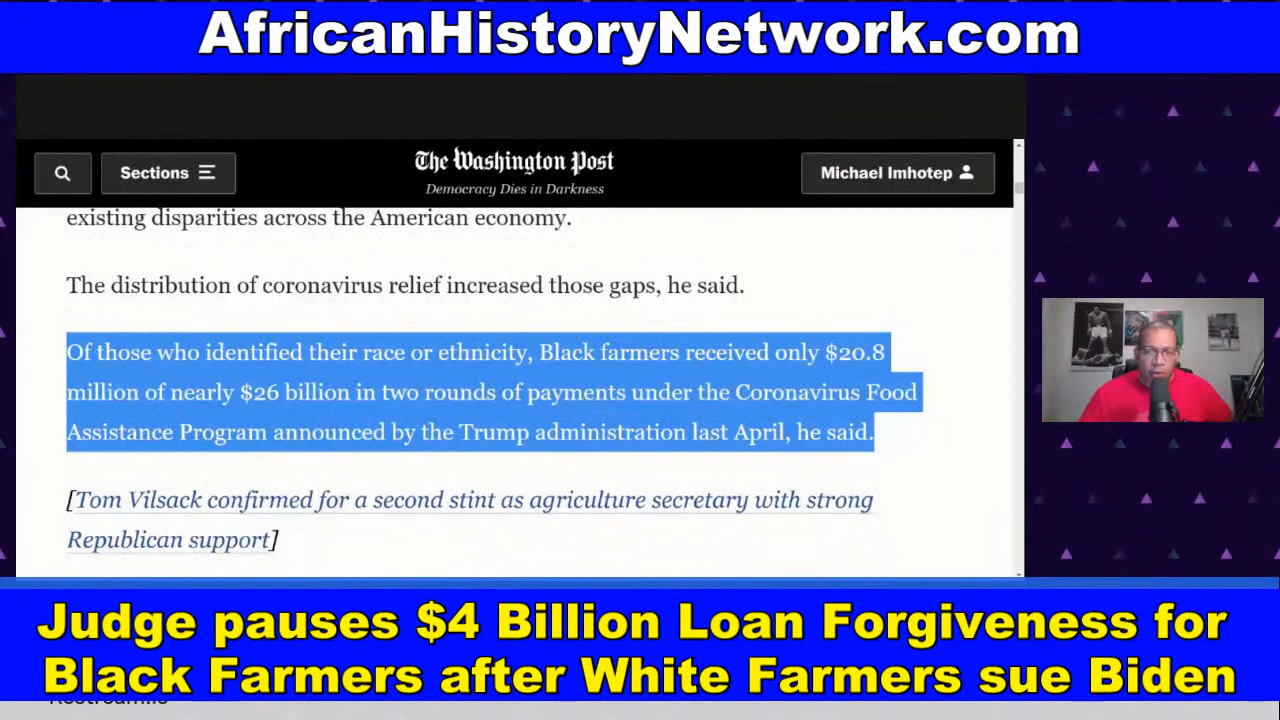 AfricanHistoryNetwork.com
Sections
The Washington Post
Democracy Dies in Darkness
Michael Imhotep
existing disparities across the American economy.
The distribution of coronavirus relief increased those gaps, he said.
Of those who identified their race or ethnicity, Black farmers received only $20.8
million of nearly $26 billion in two rounds of payments under the Coronavirus Food
Assistance Program announced by the Trump administration last April, he said.
[Tom Vilsack confirmed for a second stint as agriculture secretary with strong
Republican support]
Judge pauses $4 Billion Loan Forgiveness for
Black Farmers after White Farmers sue Biden